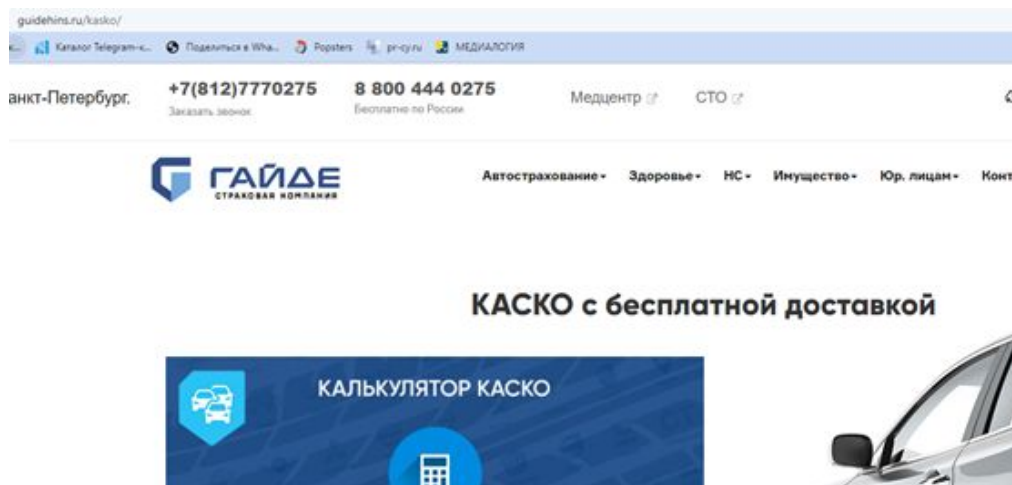 guidehins.ru/kasko/
Каталог Telegram-к... Поделиться в Wha... Popsters pr-cy.ru МЕДИАЛОГИЯ
анкт-Петербург. +7(812)7770275 8 800 444 0275 Медцентр СТО
Заказать звонок Бесплатно по России
ГАЙДЕ
СТРАХОВАЯ КОМПАНИЯ
Автострахование Здоровье НС Имущество Юр. лицам Конт
КАСКО с бесплатной доставкой
КАЛЬКУЛЯТОР КАСКО